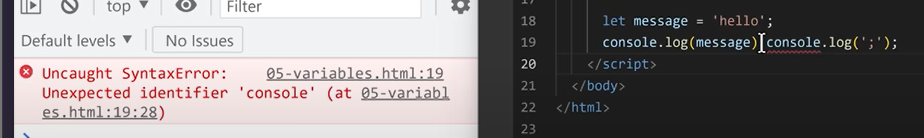 top ▼
Filter
Default levels ▼
No Issues
Uncaught SyntaxError: 05-variables.html:19
Unexpected identifier 'console' (at 05-variabl
es.html:19:28)
18 let message = 'hello';
19 console.log(message) console.log(';');
20 </script>
21 </body>
22 </html>
23